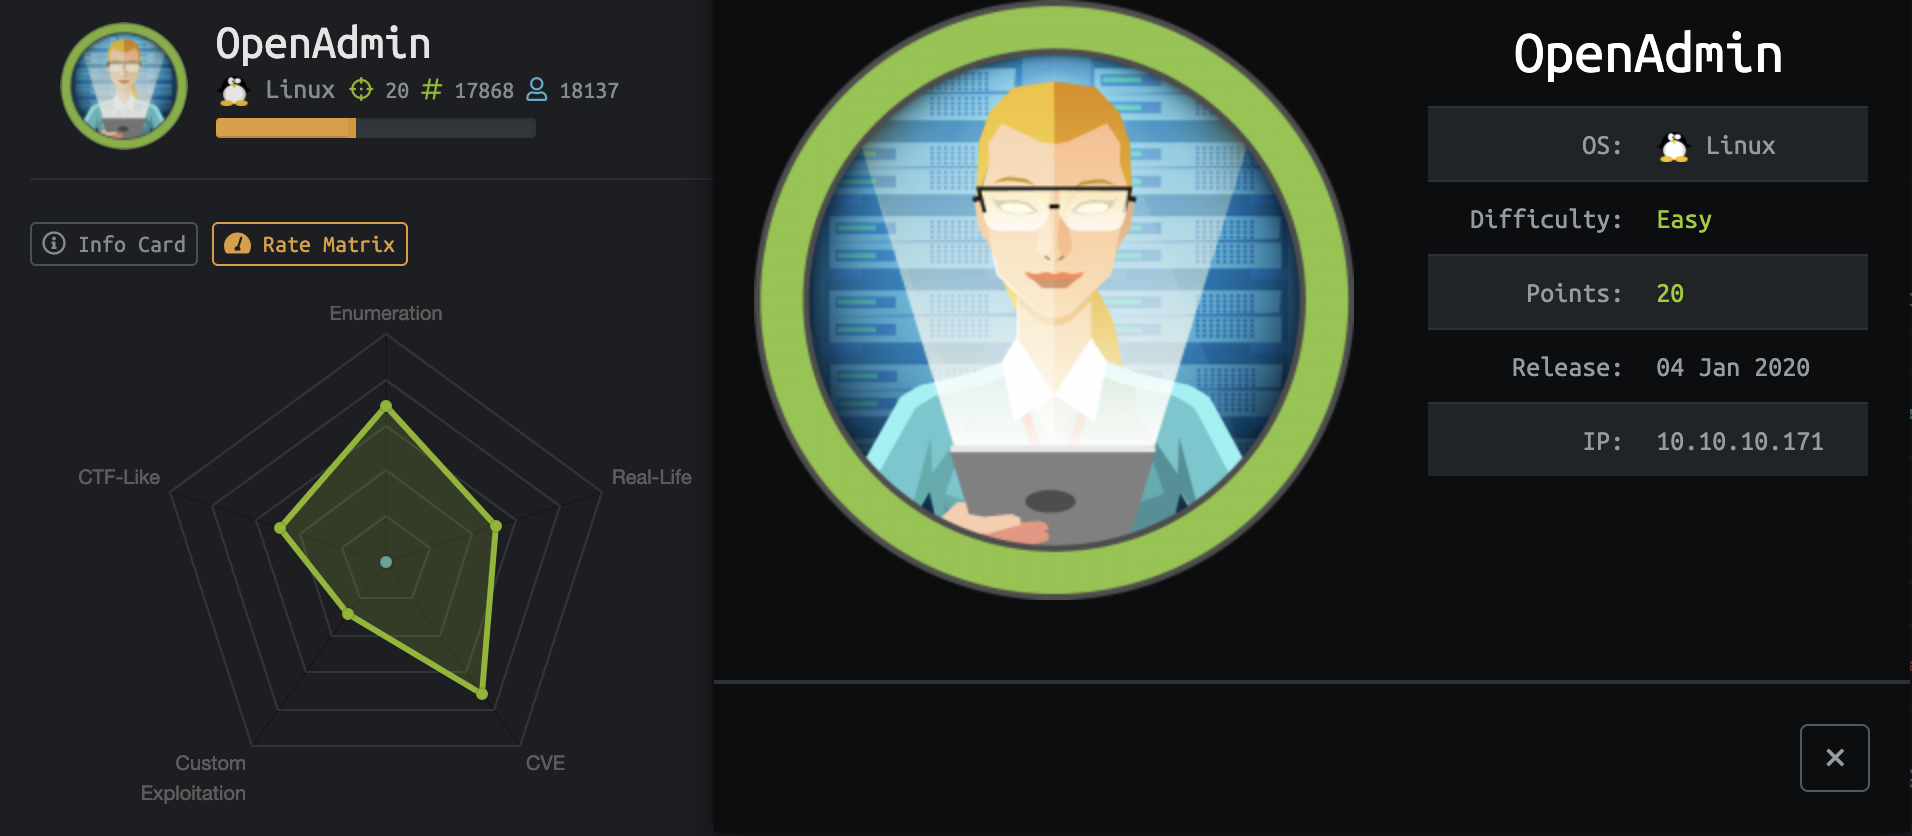 OpenAdmin
Linux 20 # 17868 18137
Info Card Rate Matrix
Enumeration
CTF-Like
Real-Life
Custom
Exploitation
CVE
OpenAdmin
OS: Linux
Difficulty: Easy
Points: 20
Release: 04 Jan 2020
IP: 10.10.10.171